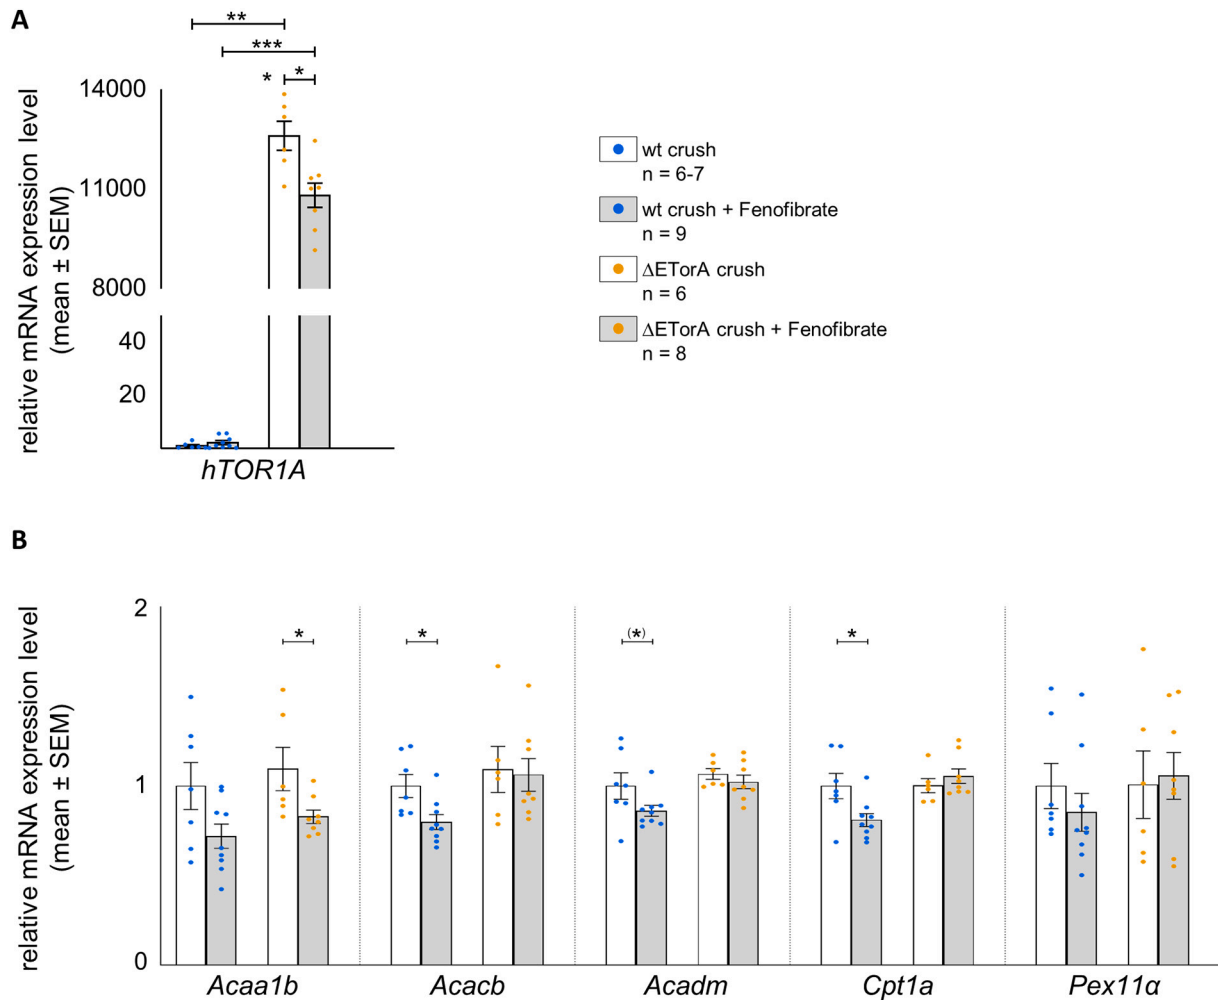 A
**
***
* *
relative mRNA expression level
(mean ± SEM)
14000
11000
8000
40
20
hTOR1A
wt crush
n = 6-7
wt crush + Fenofibrate
n = 9
ΔETorA crush
n = 6
ΔETorA crush + Fenofibrate
n = 8
B
relative mRNA expression level
(mean ± SEM)
2
1
0
* * (*) *
Acaa1b Acacb Acadm Cpt1a Pex11α